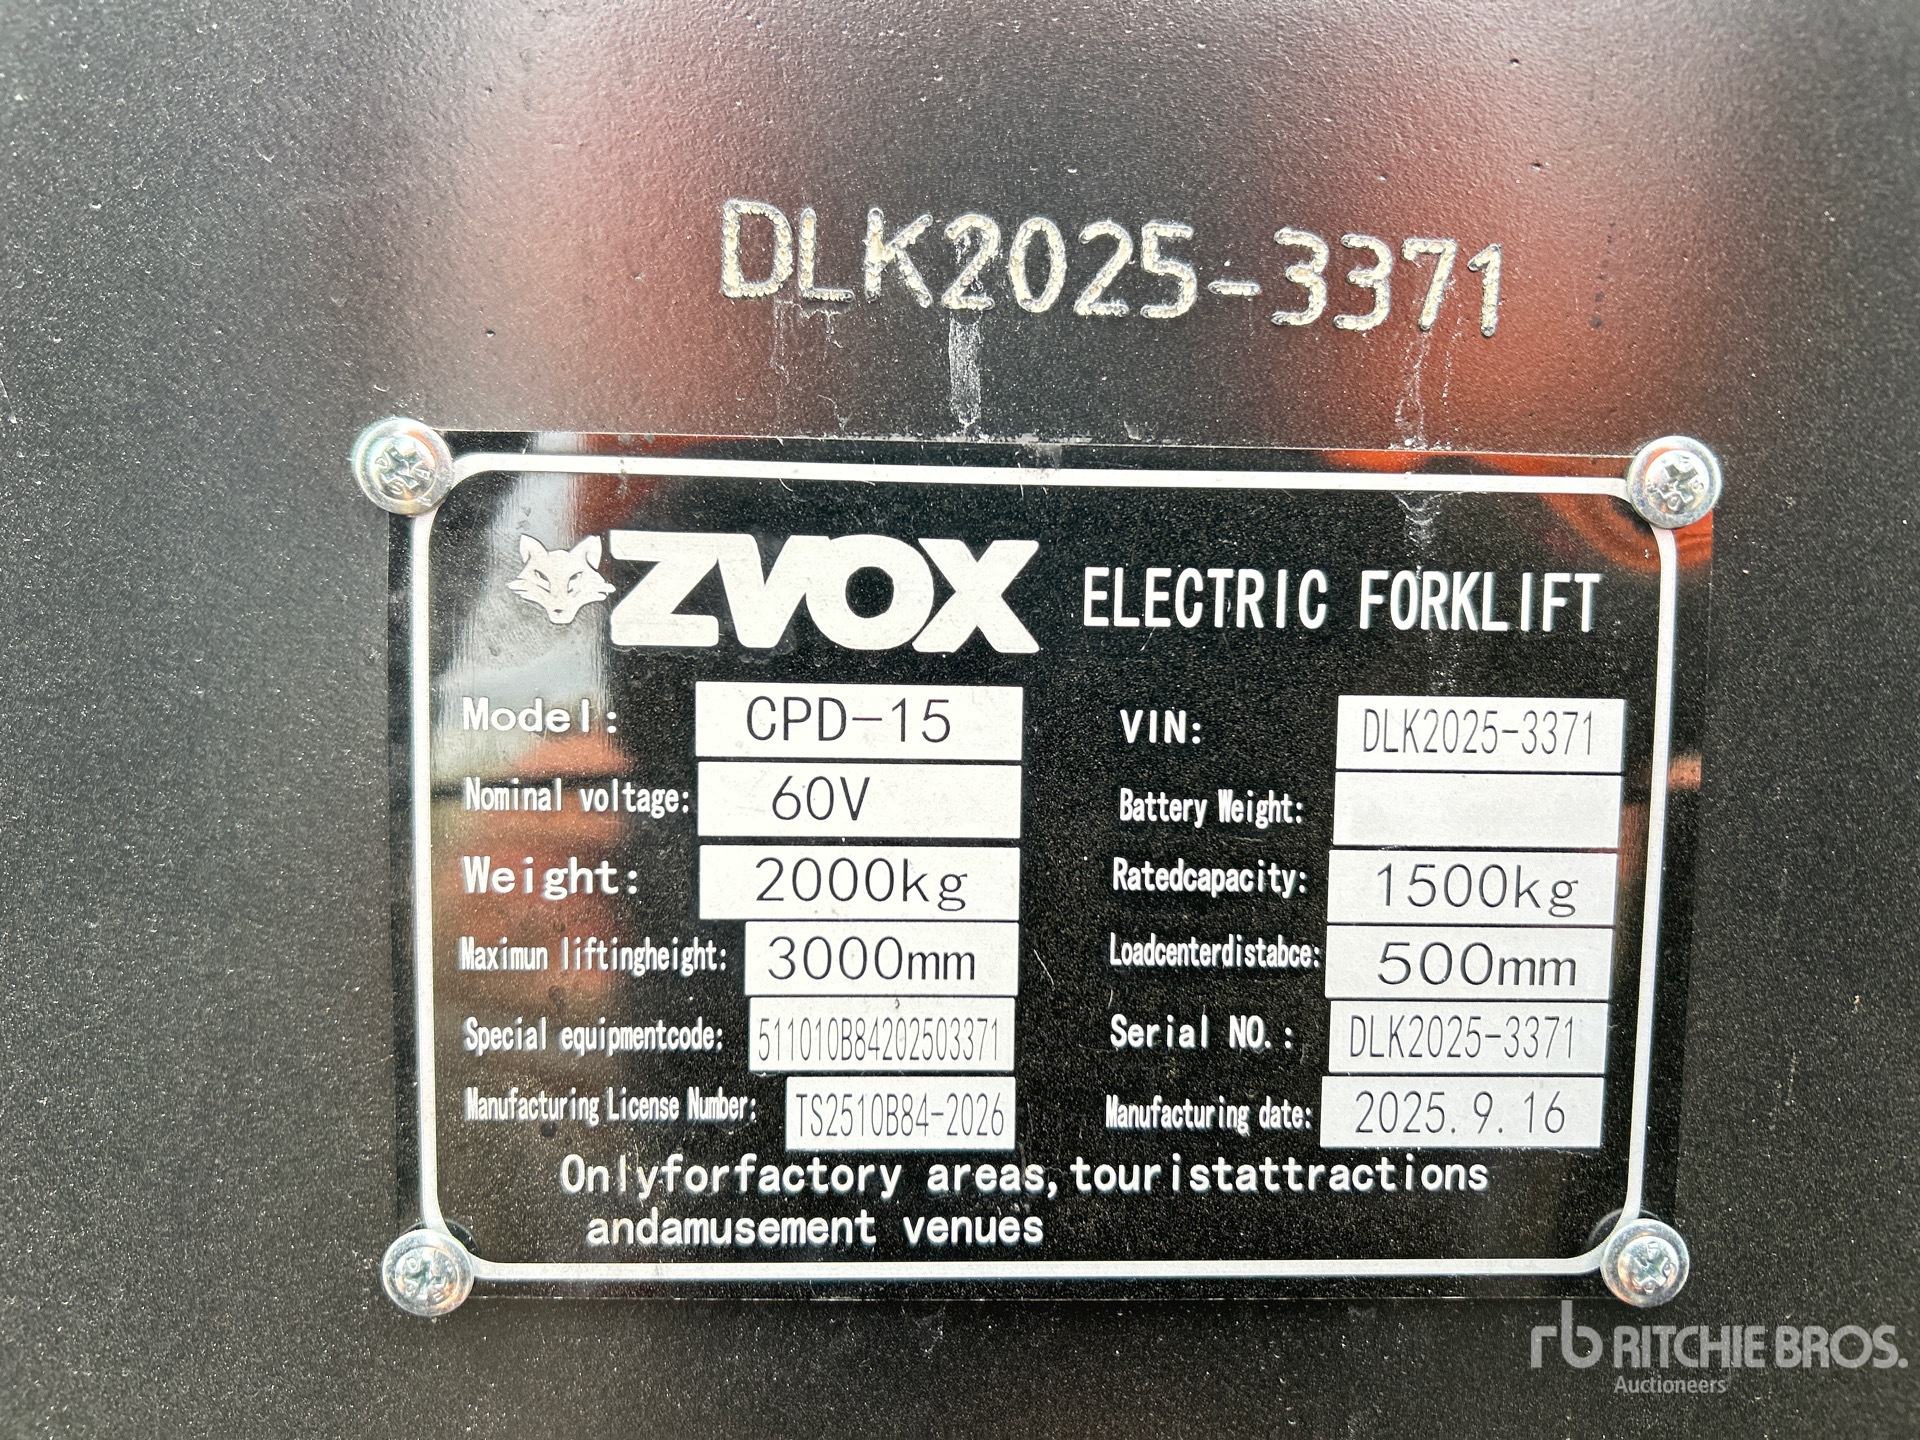 DLK2025-3371
ZVOX ELECTRIC FORKLIFT
Model: CPD-15 VIN: DLK2025-3371
Nominal voltage: 60V Battery Weight:
Weight: 2000kg Ratedcapacity: 1500kg
Maximun liftingheight: 3000mm Loadcenterdistabce: 500mm
Special equipmentcode: 511010B84202503371 Serial NO.: DLK2025-3371
Manufacturing License Number: TS2510B84-2026 Manufacturing date: 2025.9.16
Onlyforfactory areas,touristattractions
andamusement venues
rb RITCHIE BROS.
Auctioneers